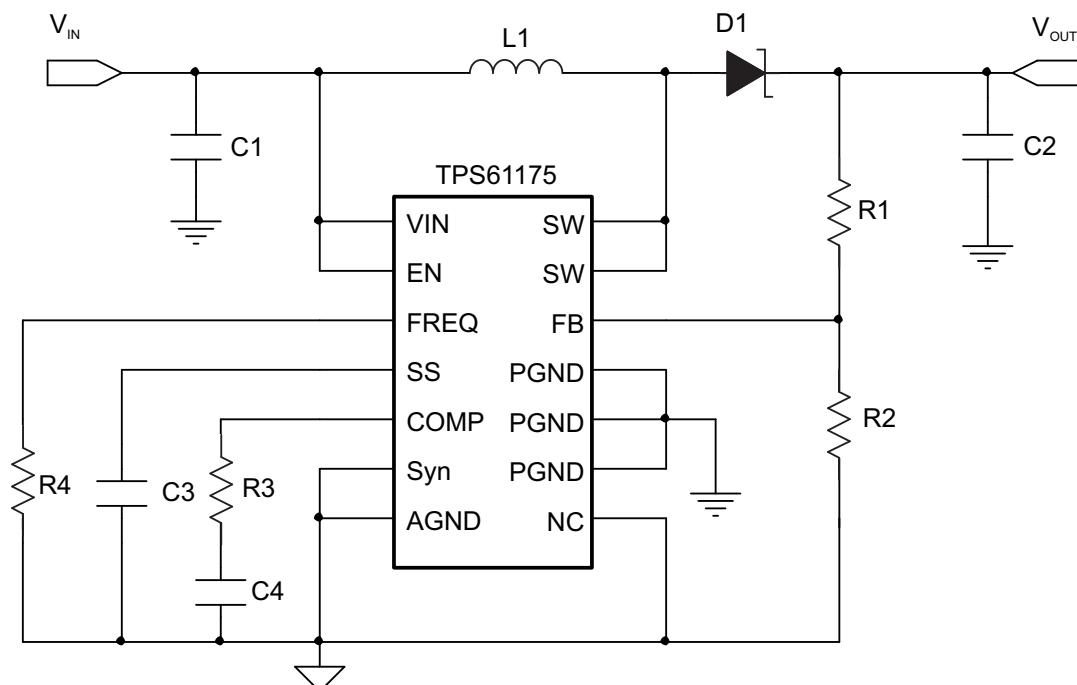 VIN
L1
D1
VOUT
C1
C2
TPS61175
VIN
SW
R1
EN
SW
FREQ
FB
SS
PGND
COMP
PGND
R2
R4
C3
R3
Syn
PGND
AGND
NC
C4